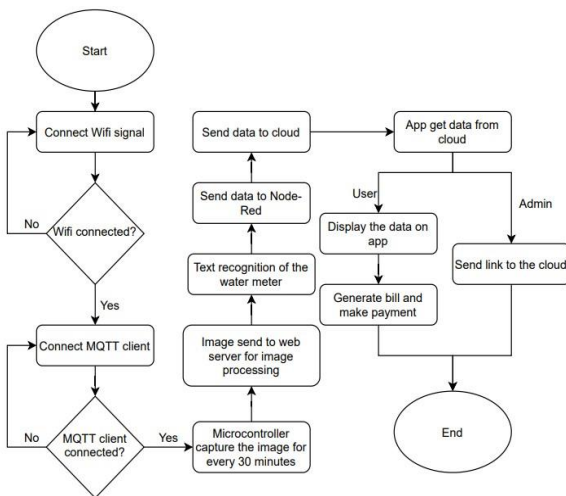 Start
Connect Wifi signal
No
Wifi connected?
Yes
Connect MQTT client
No
MQTT client
connected?
Yes
Microcontroller
capture the image for
every 30 minutes
Image send to web
server for image
processing
Text recognition of the
water meter
Send data to Node-
Red
Send data to cloud
App get data from
cloud
User
Display the data on
app
Generate bill and
make payment
Admin
Send link to the cloud
End